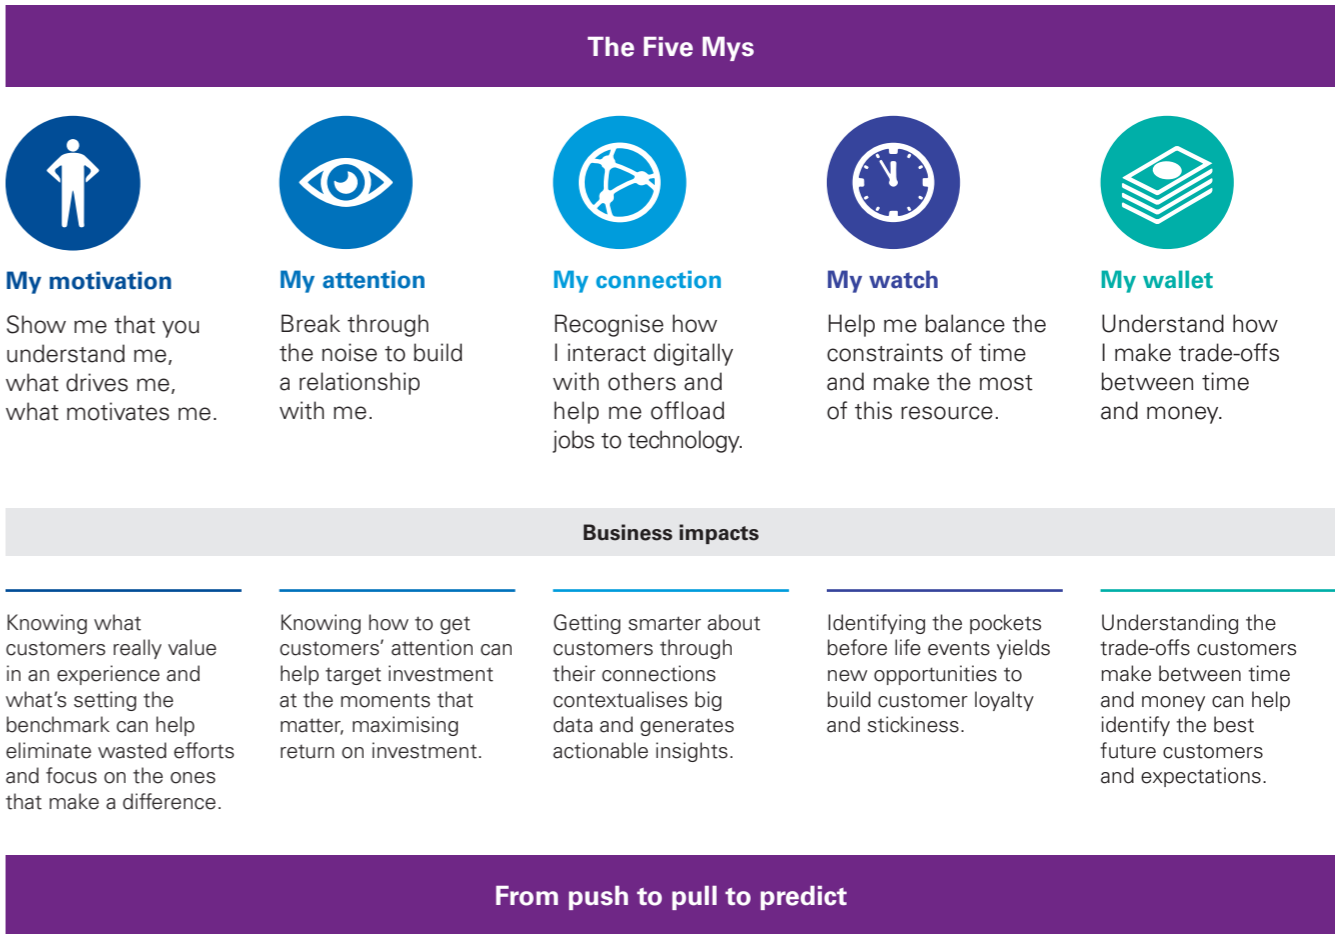 The Five Mys
My motivation
Show me that you
understand me,
what drives me,
what motivates me.
My attention
Break through
the noise to build
a relationship
with me.
My connection
Recognise how
I interact digitally
with others and
help me offload
jobs to technology.
My watch
Help me balance the
constraints of time
and make the most
of this resource.
My wallet
Understand how
I make trade-offs
between time
and money.
Business impacts
Knowing what
customers really value
in an experience and
what's setting the
benchmark can help
eliminate wasted efforts
and focus on the ones
that make a difference.
Knowing how to get
customers' attention can
help target investment
at the moments that
matter, maximising
return on investment.
Getting smarter about
customers through
their connections
contextualises big
data and generates
actionable insights.
Identifying the pockets
before life events yields
new opportunities to
build customer loyalty
and stickiness.
Understanding the
trade-offs customers
make between time
and money can help
identify the best
future customers
and expectations.
From push to pull to predict